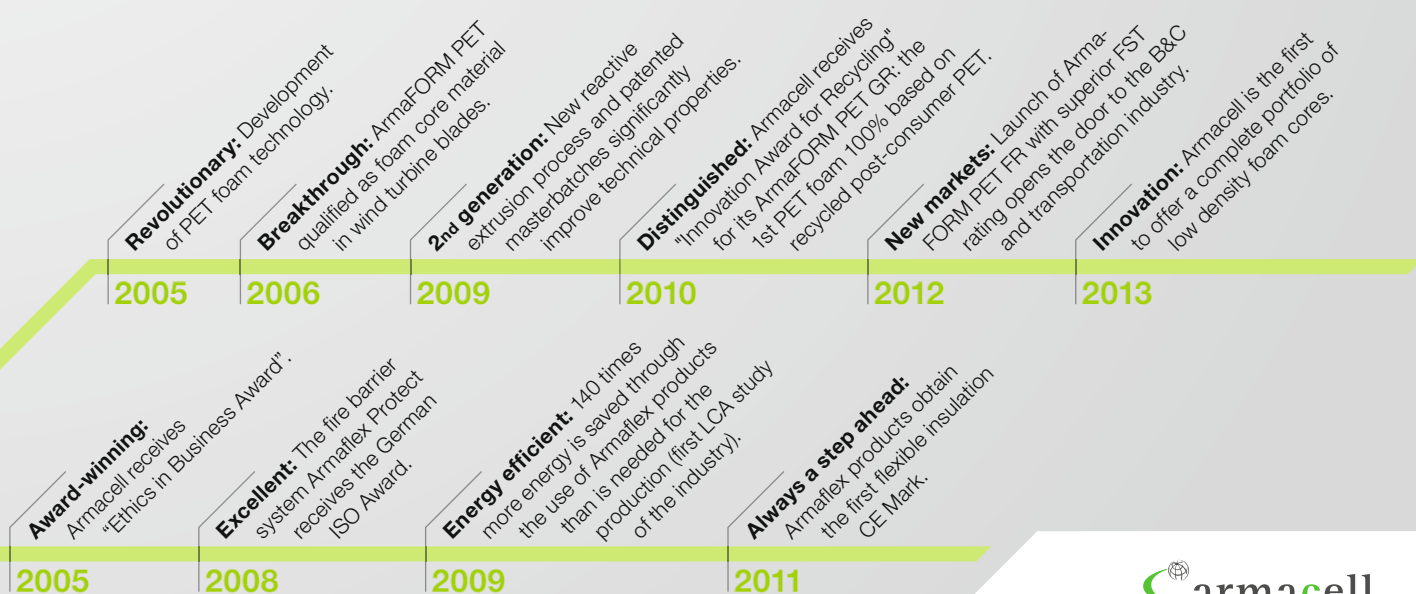 Revolutionary: Development
of PET foam technology.
2005
Breakthrough: ArmaFORM PET
qualified as foam core material
in wind turbine blades.
2006
2nd generation: New reactive
extrusion process and patented
masterbatches significantly
improve technical properties.
2009
Distinguished: Armacell receives
"Innovation Award for Recycling"
for its ArmaFORM PET GR: the
1st PET foam 100% based on
recycled post-consumer PET.
2010
New markets: Launch of Arma-
FORM PET FR with superior FST
rating opens the door to the B&C
and transportation industry.
2012
Innovation: Armacell is the first
to offer a complete portfolio of
low density foam cores.
2013
Award-winning:
Armacell receives
“Ethics in Business Award”.
2005
Excellent: The fire barrier
system Armaflex Protect
receives the German
ISO Award.
2008
Energy efficient: 140 times
more energy is saved through
the use of Armaflex products
than is needed for the
production (first LCA study
of the industry).
2009
Always a step ahead:
Armaflex products obtain
the first flexible insulation
CE Mark.
2011
armacell